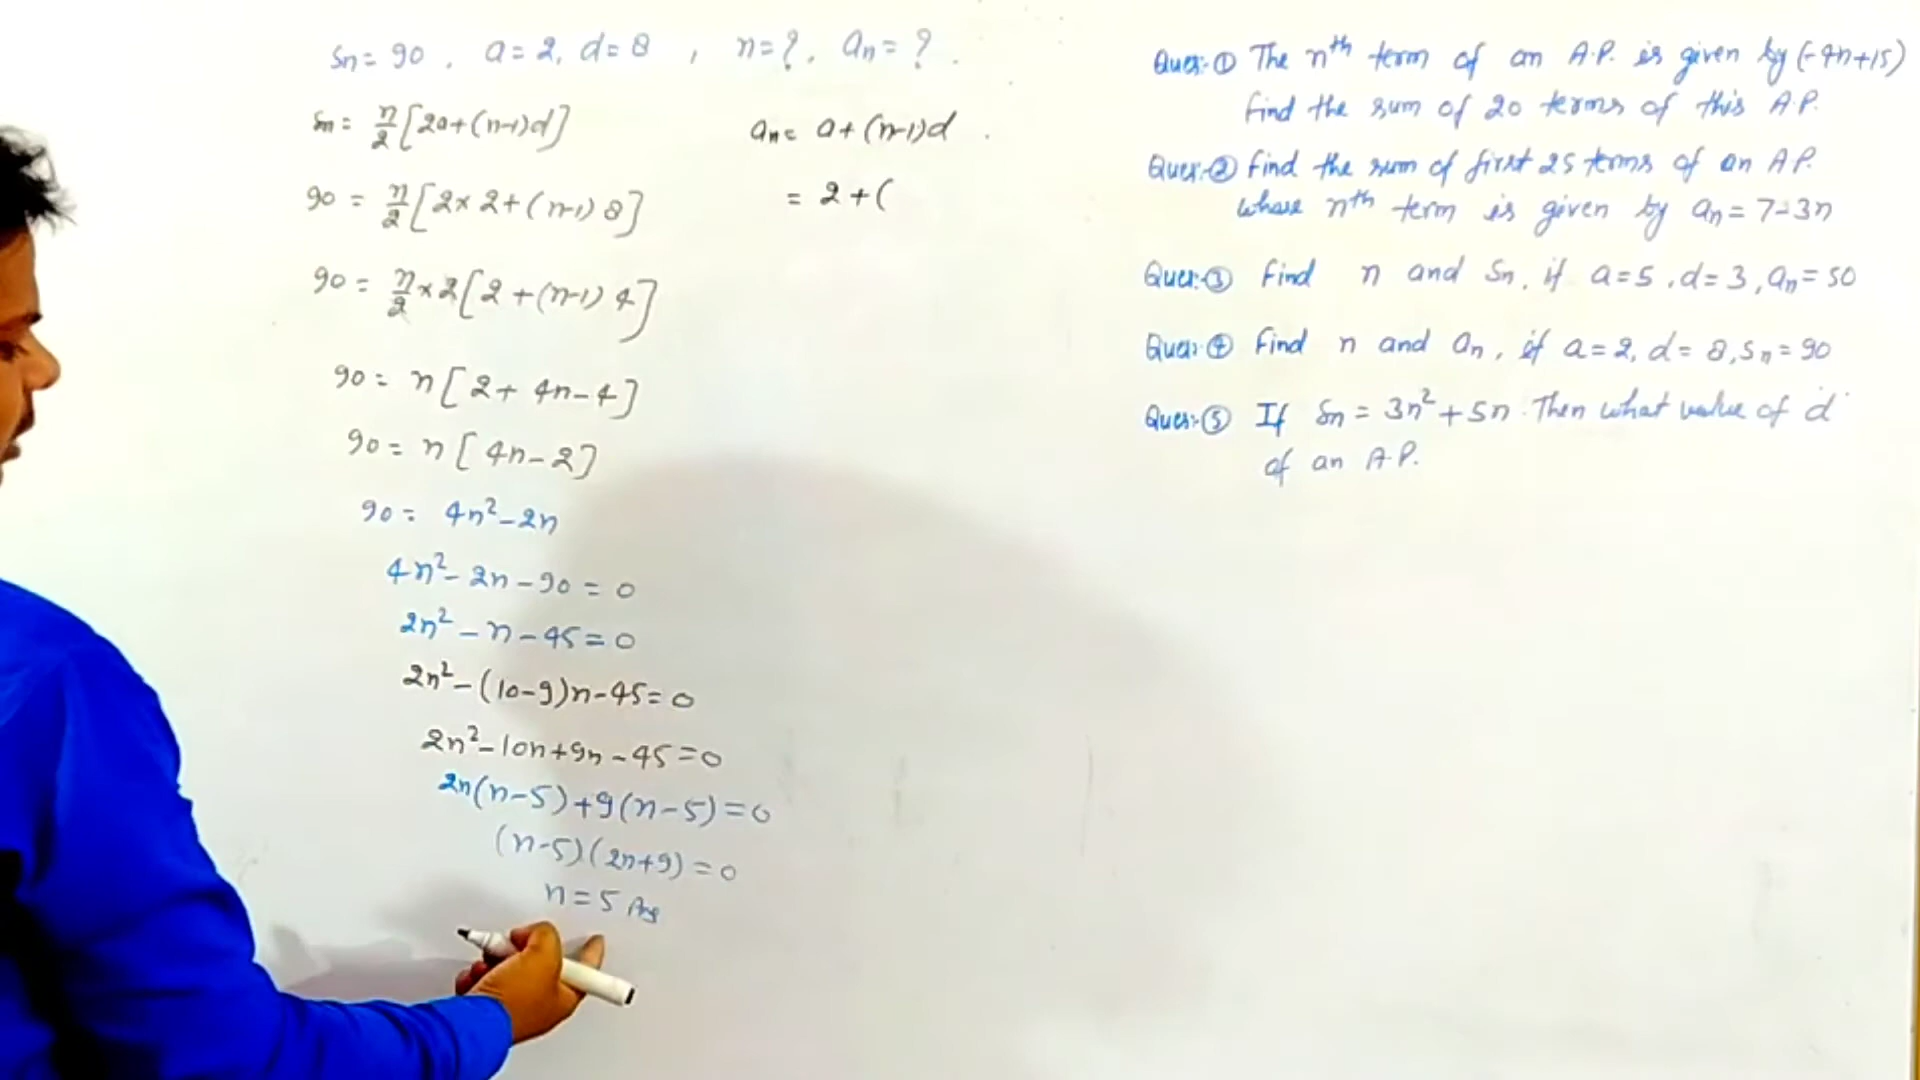 Sn = 90 , a = 2, d = 8 , n = ? , an = ? .
Sn = n/2 [2a+(n-1)d]
90 = n/2 [2×2+(n-1)8]
90 = n/2 ×2[2+(n-1)4]
90 = n[2+4n-4]
90 = n[4n-2]
90 = 4n²-2n
4n²-2n-90 = 0
2n²-n-45 = 0
2n²-(10-9)n-45 = 0
2n²-10n+9n-45 = 0
2n(n-5)+9(n-5) = 0
(n-5)(2n+9) = 0
n = 5 Ans
an = a+(n-1)d .
= 2+(
Ques:-① The nth term of an A.P. is given by (-4n+15)
Find the sum of 20 terms of this A.P.
Ques:-② Find the sum of first 25 terms of an A.P.
whose nth term is given by an = 7-3n
Ques:-③ Find n and Sn, if a=5, d=3, an=50
Ques:-④ Find n and an, if a=2, d=8, Sn=90
Ques:-⑤ If Sn = 3n²+5n. Then what value of d
of an A.P.